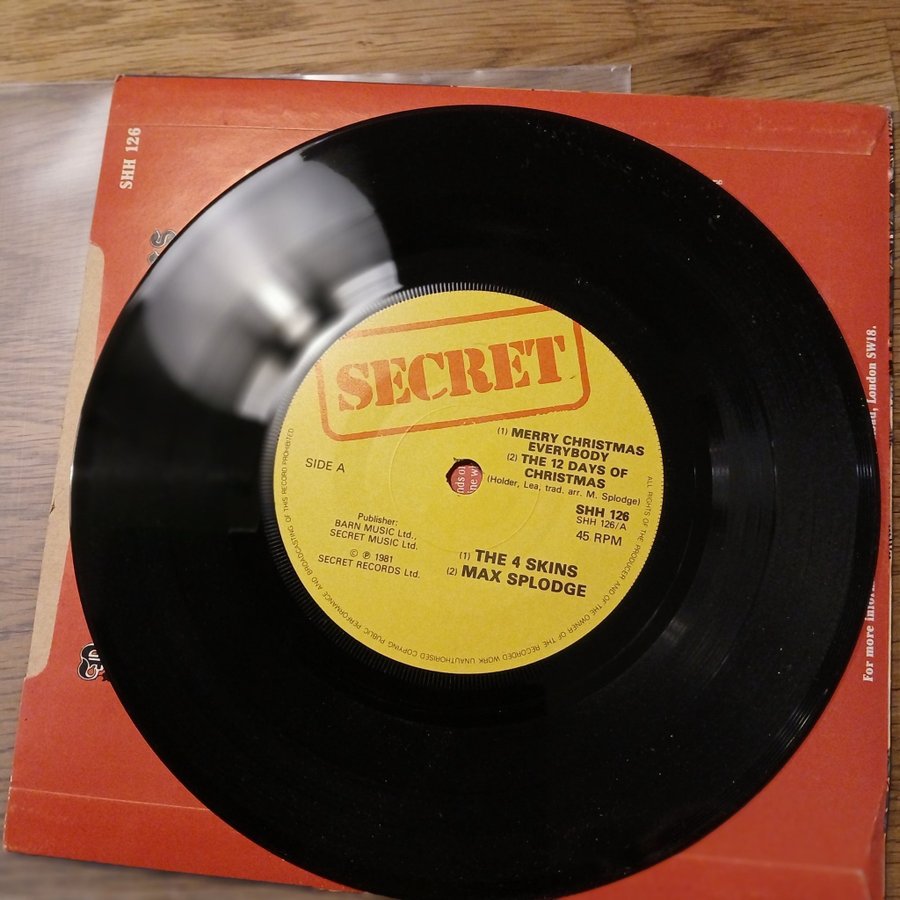 SHH 126
SECRET
(1) MERRY CHRISTMAS
EVERYBODY
(2) THE 12 DAYS OF
CHRISTMAS
(Holder, Lea, trad. arr. M. Splodge)
SIDE A
SHH 126
SHH 126/A
45 RPM
Publisher:
BARN MUSIC Ltd.,
SECRET MUSIC Ltd.
© ℗ 1981
SECRET RECORDS Ltd.
(1) THE 4 SKINS
(2) MAX SPLODGE
ALL RIGHTS OF THE PRODUCER AND OF THE OWNER OF THE RECORDED WORK UNAUTHORISED COPYING PUBLIC PERFORMANCE AND BROADCASTING OF THIS RECORD PROHIBITED
London SW18.
For more